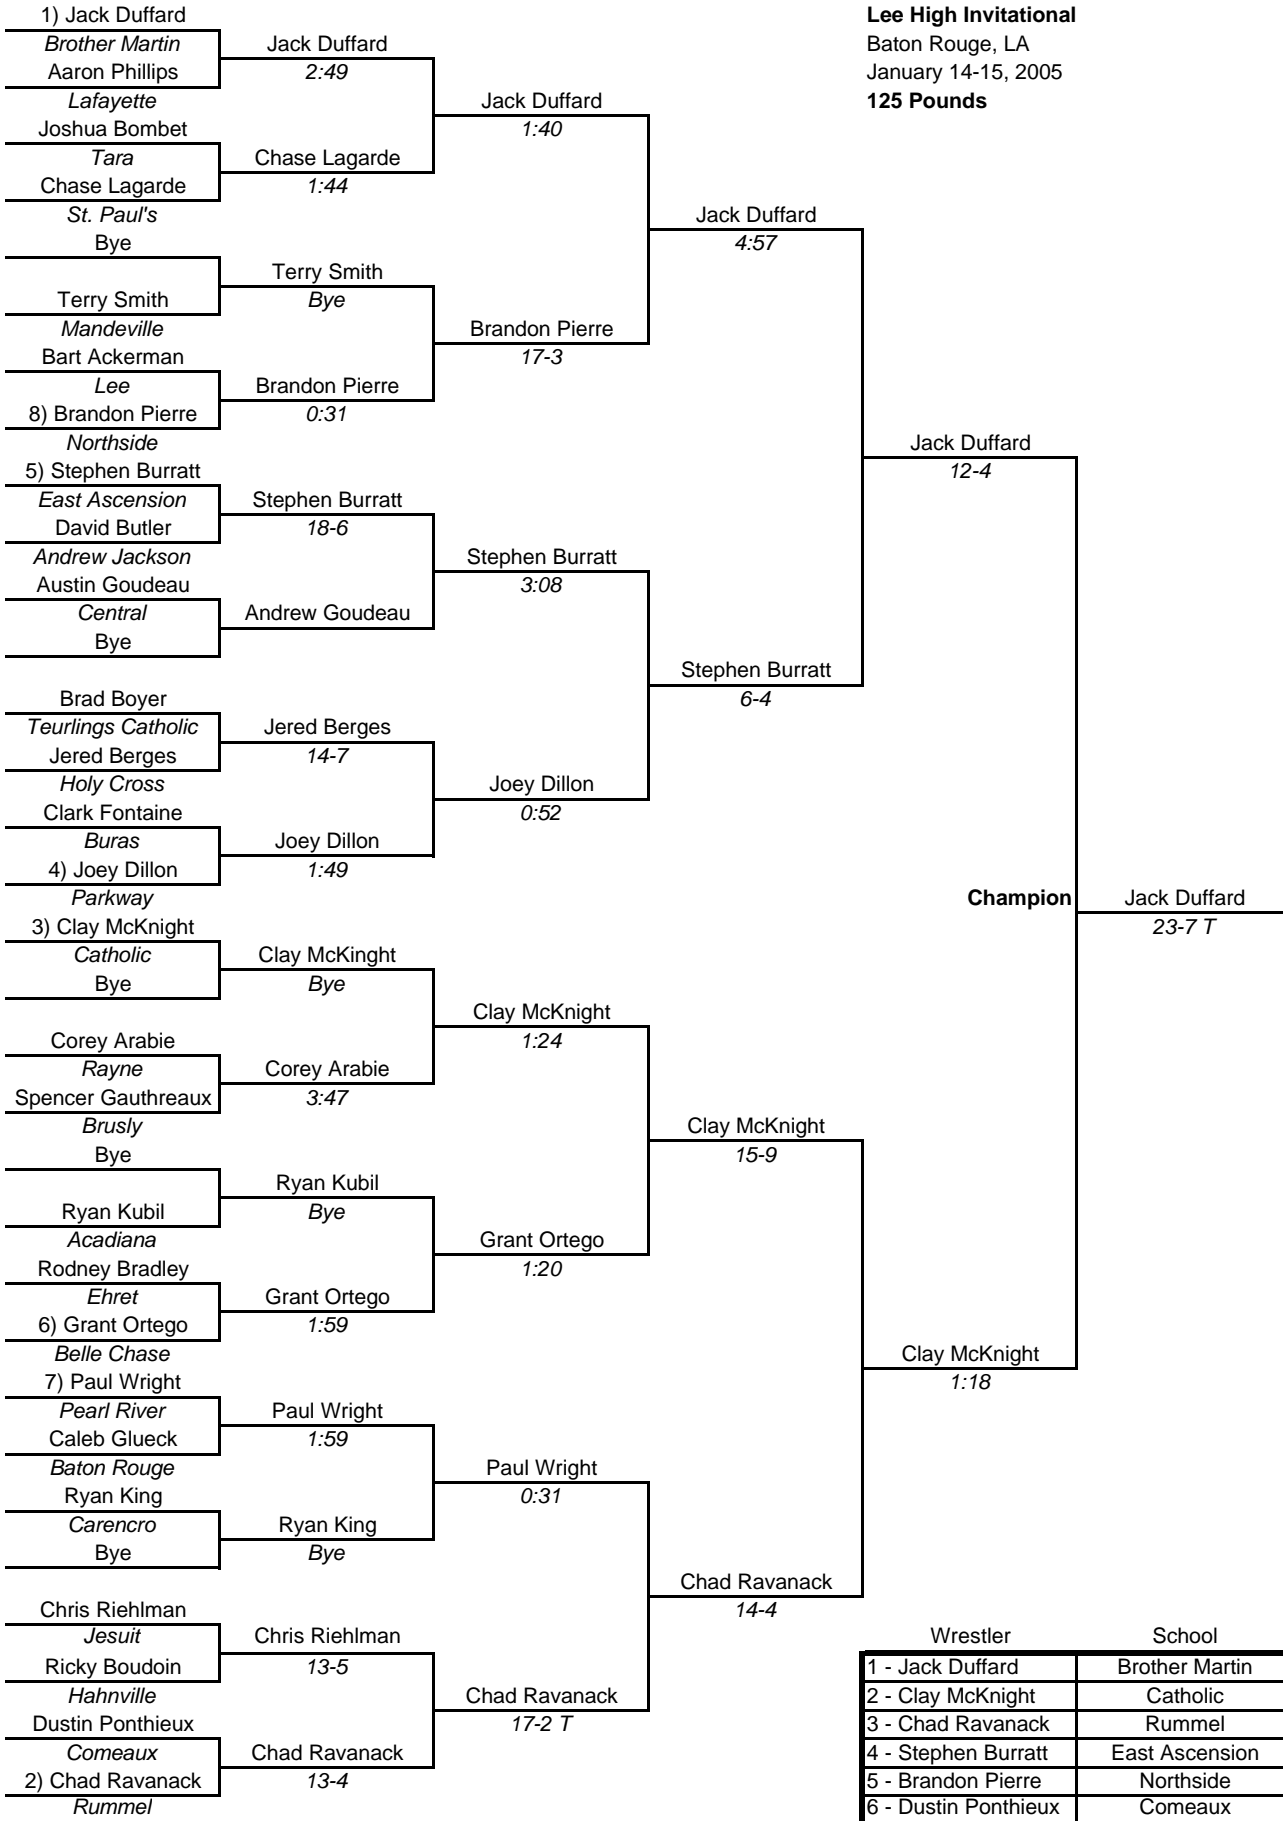 1) Jack Duffard
Brother Martin
Aaron Phillips
Lafayette
Joshua Bombet
Tara
Chase Lagarde
St. Paul's
Bye
Terry Smith
Mandeville
Bart Ackerman
Lee
8) Brandon Pierre
Northside
5) Stephen Burratt
East Ascension
David Butler
Andrew Jackson
Austin Goudeau
Central
Bye
Brad Boyer
Teurlings Catholic
Jered Berges
Holy Cross
Clark Fontaine
Buras
4) Joey Dillon
Parkway
3) Clay McKnight
Catholic
Bye
Corey Arabie
Rayne
Spencer Gauthreaux
Brusly
Bye
Ryan Kubil
Acadiana
Rodney Bradley
Ehret
6) Grant Ortego
Belle Chase
7) Paul Wright
Pearl River
Caleb Glueck
Baton Rouge
Ryan King
Carencro
Bye
Chris Riehlman
Jesuit
Ricky Boudoin
Hahnville
Dustin Ponthieux
Comeaux
2) Chad Ravanack
Rummel
Jack Duffard
2:49
Chase Lagarde
1:44
Terry Smith
Bye
Brandon Pierre
0:31
Stephen Burratt
18-6
Andrew Goudeau
Jered Berges
14-7
Joey Dillon
1:49
Clay McKinght
Bye
Corey Arabie
3:47
Ryan Kubil
Bye
Grant Ortego
1:59
Paul Wright
1:59
Ryan King
Bye
Chris Riehlman
13-5
Chad Ravanack
13-4
Jack Duffard
1:40
Brandon Pierre
17-3
Stephen Burratt
3:08
Joey Dillon
0:52
Clay McKnight
1:24
Grant Ortego
1:20
Paul Wright
0:31
Chad Ravanack
17-2 T
Jack Duffard
4:57
Stephen Burratt
6-4
Clay McKnight
15-9
Chad Ravanack
14-4
Lee High Invitational
Baton Rouge, LA
January 14-15, 2005
125 Pounds
Jack Duffard
12-4
Clay McKnight
1:18
Champion
Jack Duffard
23-7 T
Wrestler School
1 - Jack Duffard Brother Martin
2 - Clay McKnight Catholic
3 - Chad Ravanack Rummel
4 - Stephen Burratt East Ascension
5 - Brandon Pierre Northside
6 - Dustin Ponthieux Comeaux